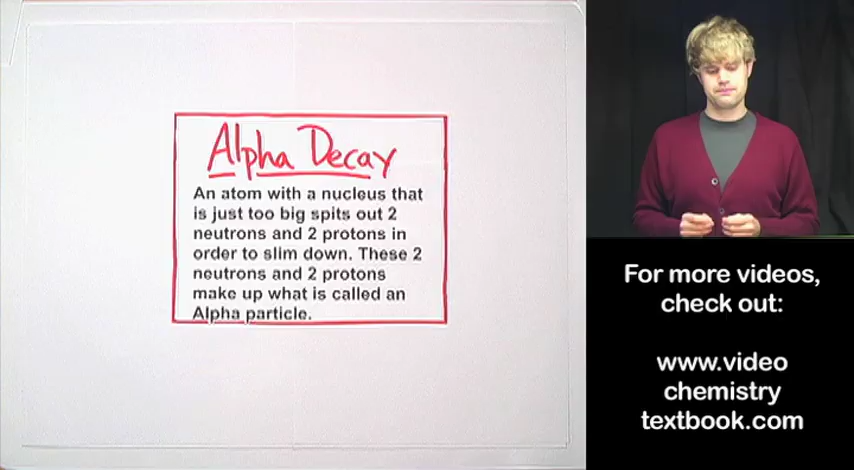 Alpha Decay
An atom with a nucleus that
is just too big spits out 2
neutrons and 2 protons in
order to slim down. These 2
neutrons and 2 protons
make up what is called an
Alpha particle.
For more videos,
check out:
www.video
chemistry
textbook.com